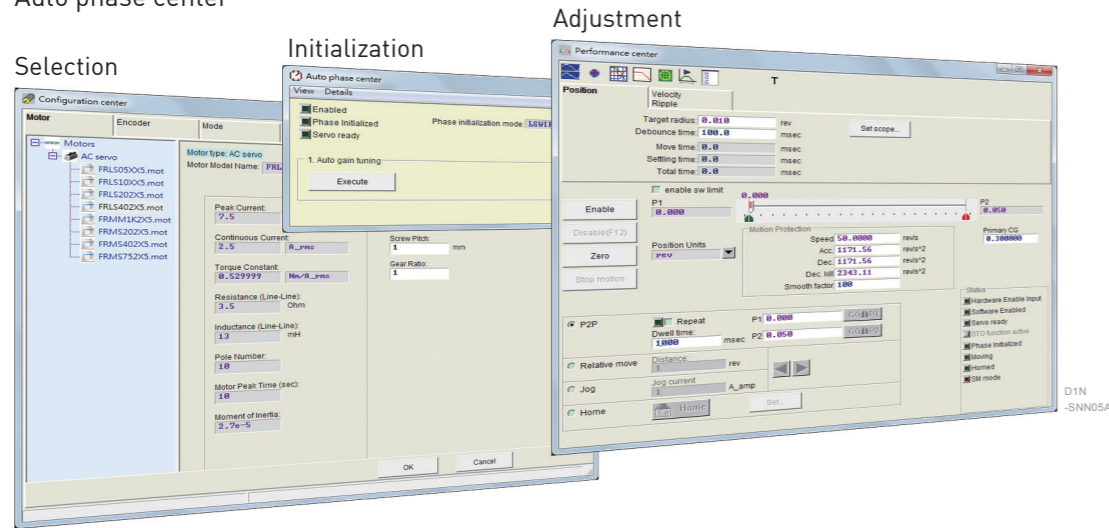 Auto phase center
Adjustment
Initialization
Selection
Configuration center
Motor
Encoder
Mode
Motors
AC servo
FRLS05XX5.mot
FRLS10XX5.mot
FRLS202X5.mot
FRLS402X5.mot
FRMM1K2X5.mot
FRMS202X5.mot
FRMS402X5.mot
FRMS752X5.mot
Motor type: AC servo
Motor Model Name: FRL
Peak Current:
7.5
Continuous Current:
2.5 A_rms
Torque Constant:
0.529999 Nm/A_rms
Resistance (Line-Line):
3.5 Ohm
Inductance (Line-Line):
13 mH
Pole Number:
10
Motor Peak Time (sec):
10
Moment of Inertia:
2.7e-5
Screw Pitch:
1 mm
Gear Ratio:
1
OK
Cancel
Auto phase center
View Details
Enabled
Phase Initialized
Servo ready
Phase initialization mode: LSWIR
1. Auto gain tuning
Execute
Performance center
T
Position
Velocity
Ripple
Target radius: 0.010 rev
Debounce time: 100.0 msec
Move time: 0.0 msec
Settling time: 0.0 msec
Total time: 0.0 msec
Set scope...
enable sw limit
Enable
Disable(F12)
Zero
Stop motion
P1
0.000
0.000
P2
0.050
Position Units
rev
Motion Protection
Speed 50.0000 rev/s
Acc. 1171.56 rev/s^2
Dec. 1171.56 rev/s^2
Dec. kill 2343.11 rev/s^2
Smooth factor 100
Primary CG
0.300000
P2P
Repeat
Dwell time:
1000 msec
P1 0.000
P2 0.050
Relative move
Distance:
1 rev
Jog
Jog current
1 A_amp
Home
Home
Set...
Status
Hardware Enable Input
Software Enabled
Servo ready
STO function active
Phase Initialized
Moving
Homed
SM mode
D1N
-SNN05A